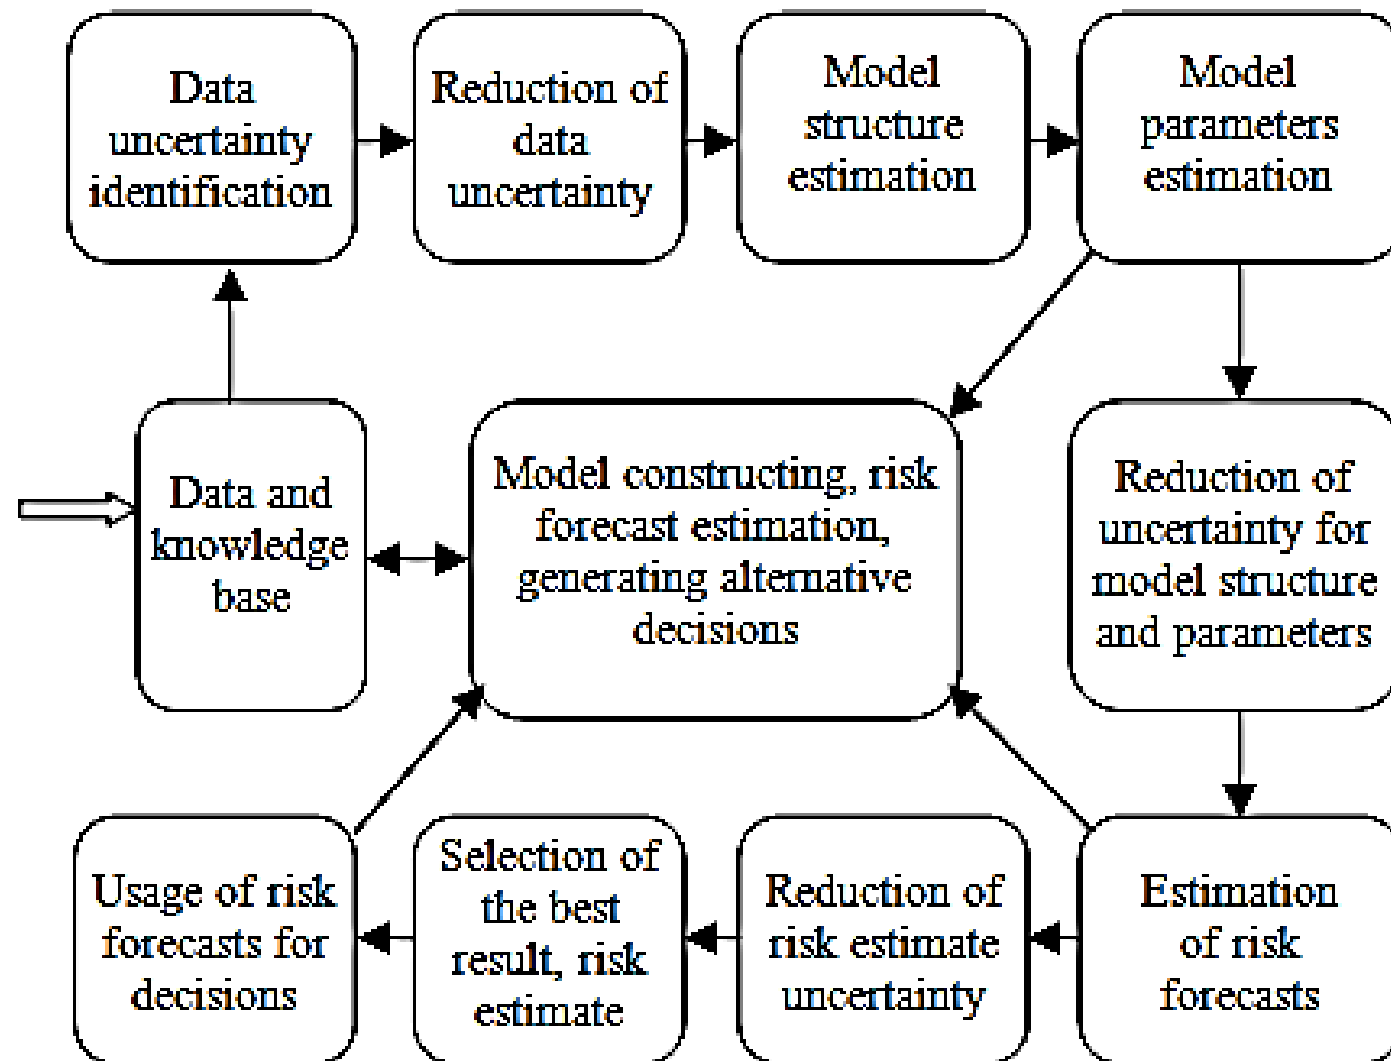 Data
uncertainty
identification
Reduction of
data
uncertainty
Model
structure
estimation
Model
parameters
estimation
Data and
knowledge
base
Model constructing, risk
forecast estimation,
generating alternative
decisions
Reduction of
uncertainty for
model structure
and parameters
Usage of risk
forecasts for
decisions
Selection of
the best
result, risk
estimate
Reduction of
risk estimate
uncertainty
Estimation
of risk
forecasts